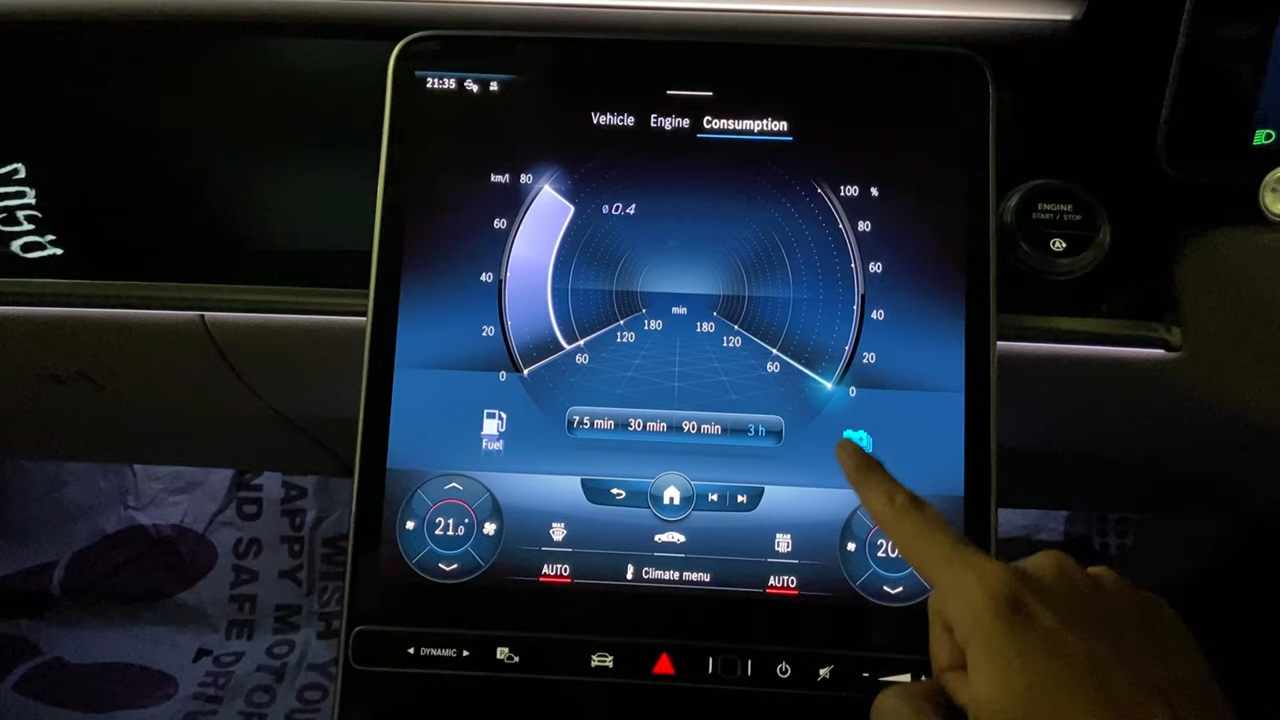 21:35
Vehicle Engine Consumption
km/l 80
60
40
20
0
ø 0.4
100 %
80
60
40
20
0
min
180 180
120 120
60 60
7.5 min 30 min 90 min 3 h
Fuel
ENGINE
START / STOP
A
21.0°
20.
MAX
REAR
AUTO Climate menu AUTO
DYNAMIC
P
WISH YOU
APPY MOTOR
ND SAFE DRI